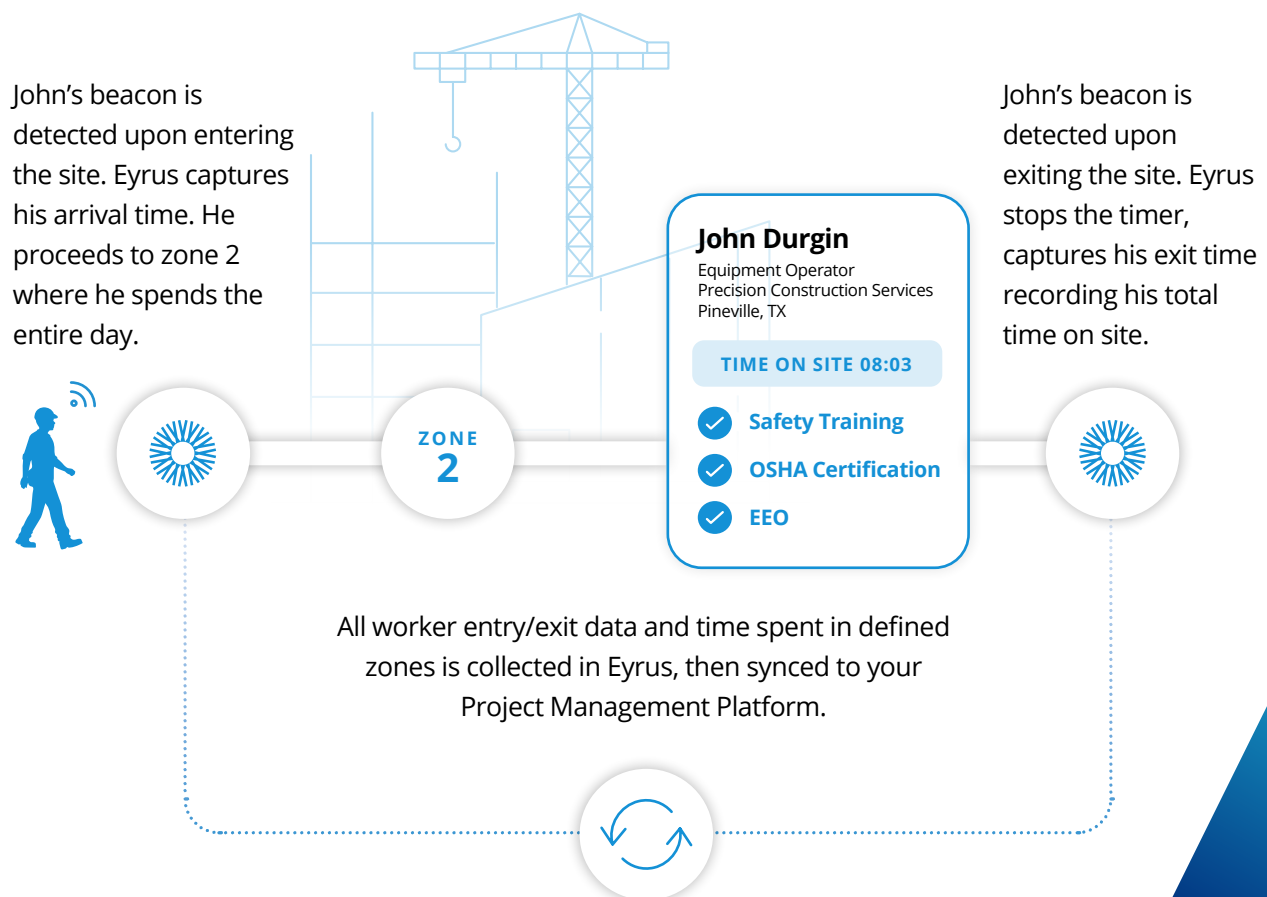 John’s beacon is
detected upon entering
the site. Eyrus captures
his arrival time. He
proceeds to zone 2
where he spends the
entire day.
ZONE
2
John Durgin
Equipment Operator
Precision Construction Services
Pineville, TX
TIME ON SITE 08:03
Safety Training
OSHA Certification
EEO
John’s beacon is
detected upon
exiting the site. Eyrus
stops the timer,
captures his exit time
recording his total
time on site.
All worker entry/exit data and time spent in defined
zones is collected in Eyrus, then synced to your
Project Management Platform.